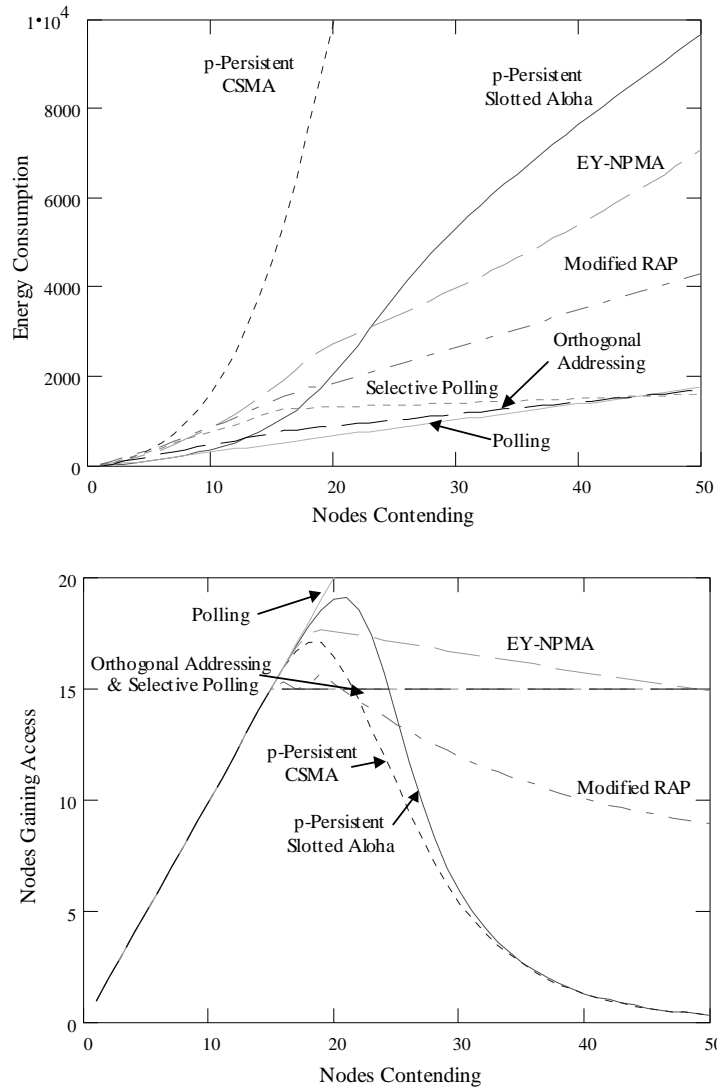 1•10⁴
8000
6000
4000
2000
0
Energy Consumption
p-Persistent
CSMA
p-Persistent
Slotted Aloha
EY-NPMA
Modified RAP
Orthogonal
Addressing
Selective Polling
Polling
0 10 20 30 40 50
Nodes Contending
20
15
10
5
0
Nodes Gaining Access
Polling
EY-NPMA
Orthogonal Addressing
& Selective Polling
p-Persistent
CSMA
Modified RAP
p-Persistent
Slotted Aloha
0 10 20 30 40 50
Nodes Contending